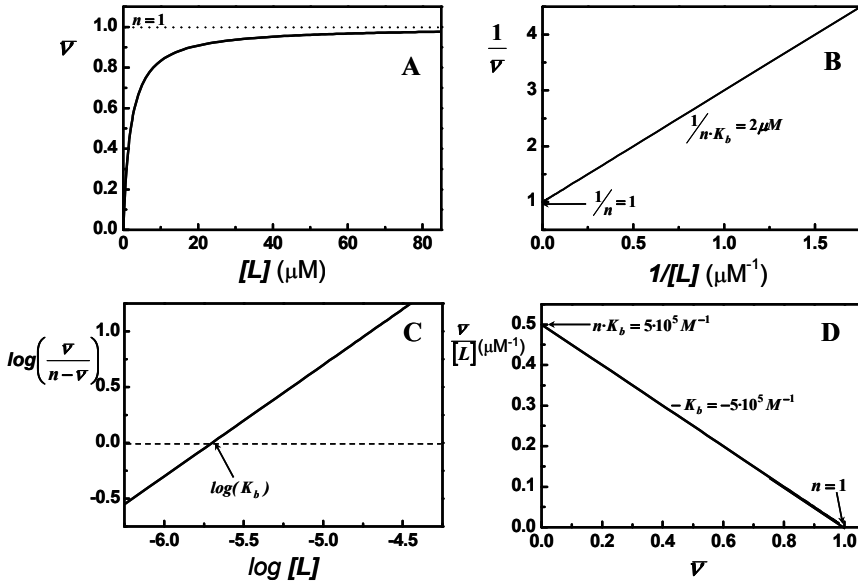 n = 1
1.0
0.8
0.6
0.4
0.2
0.0
ν̅
A
0 20 40 60 80
[L] (μM)
1/ν̅
4
3
2
1
B
1/n·K_b = 2μM
1/n = 1
0.0 0.5 1.0 1.5
1/[L] (μM⁻¹)
log(ν̅/n−ν̅)
1.0
0.5
0.0
-0.5
C
log(K_b)
-6.0 -5.5 -5.0 -4.5
log [L]
ν̅/[L] (μM⁻¹)
0.5
0.4
0.3
0.2
0.1
0.0
D
n·K_b = 5·10⁵ M⁻¹
−K_b = −5·10⁵ M⁻¹
n = 1
0.0 0.2 0.4 0.6 0.8 1.0
ν̅